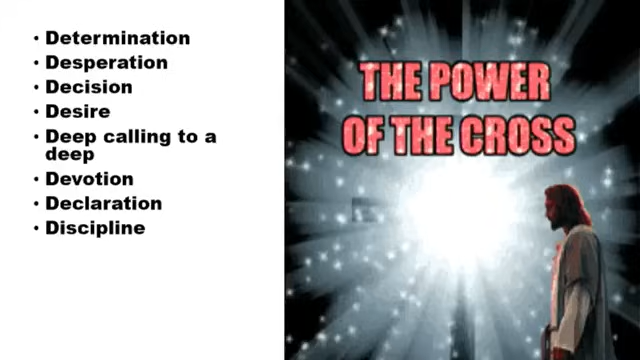 • Determination
• Desperation
• Decision
• Desire
• Deep calling to a
deep
• Devotion
• Declaration
• Discipline
THE POWER
OF THE CROSS